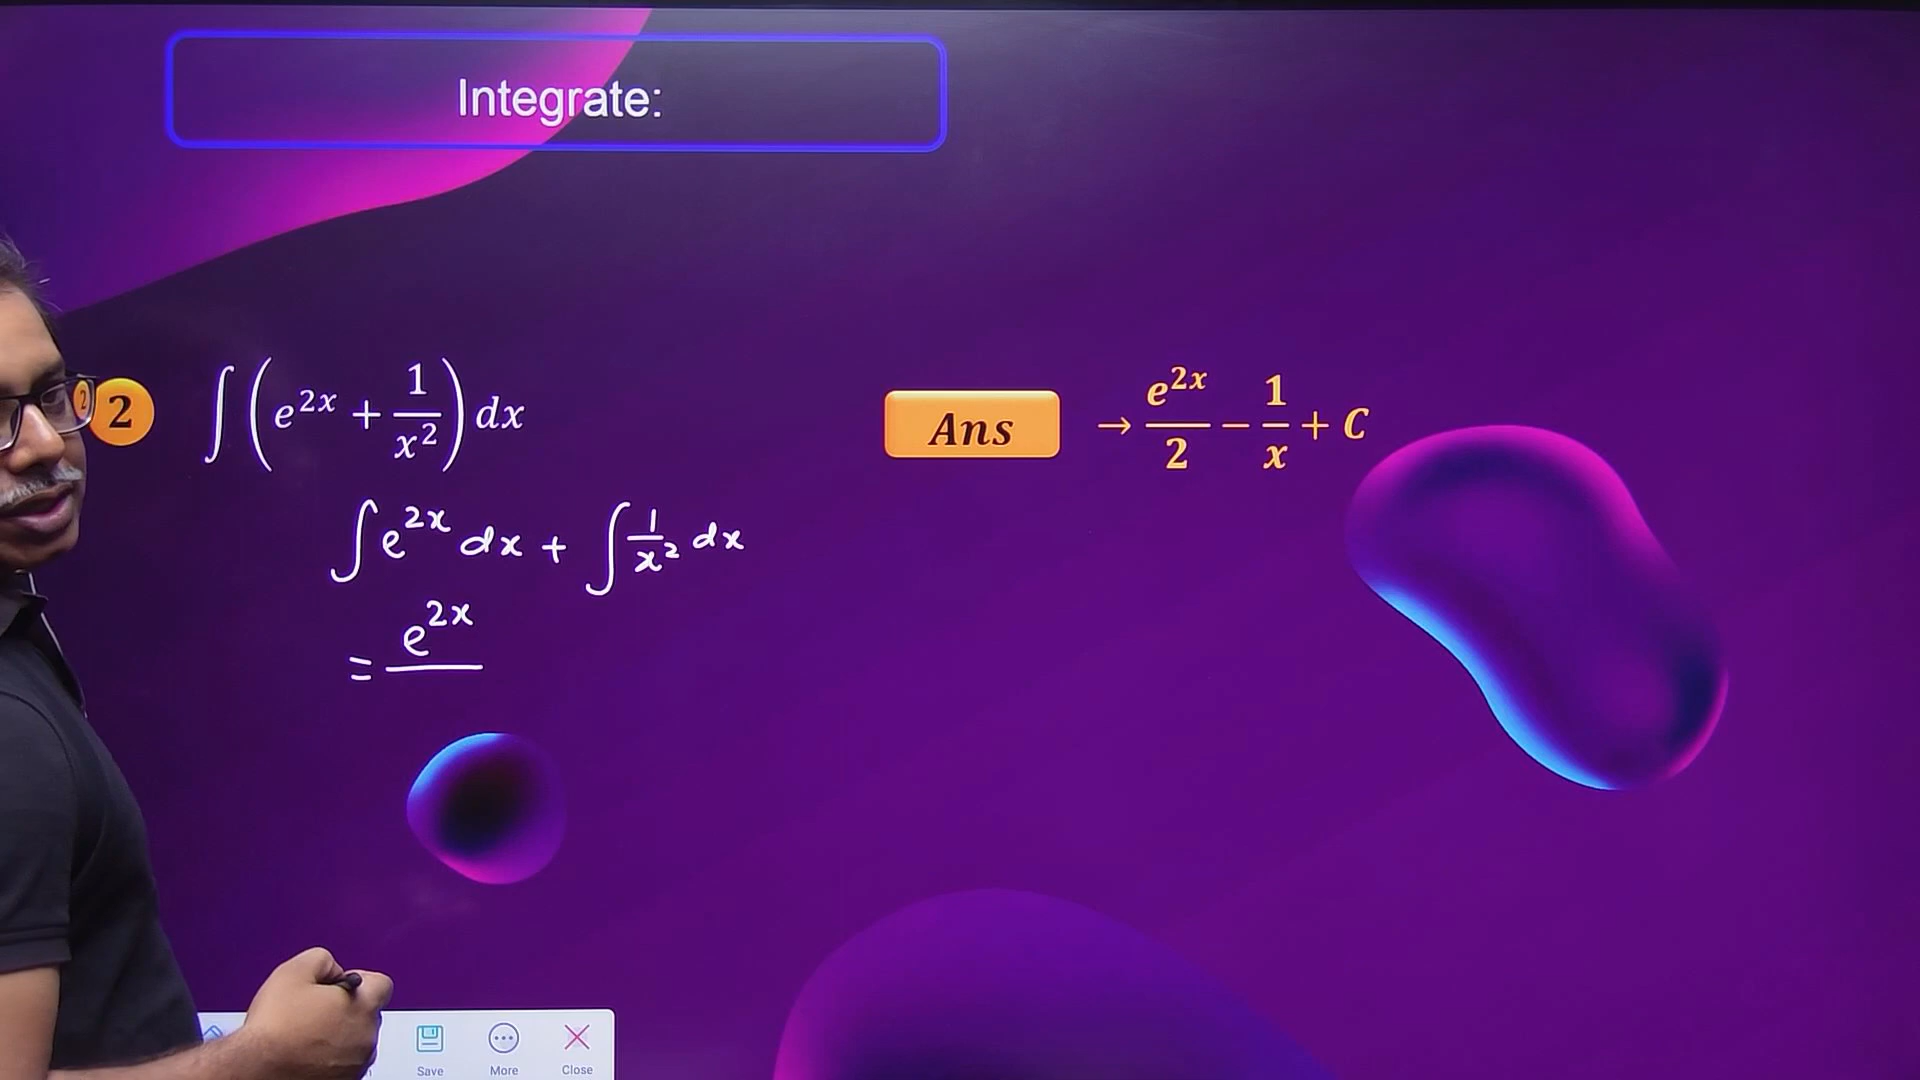 Integrate:
2
∫(e^{2x} + 1/x^2) dx
Ans → e^{2x}/2 − 1/x + C
∫e^{2x} dx + ∫1/x^2 dx
= e^{2x}
Save More Close